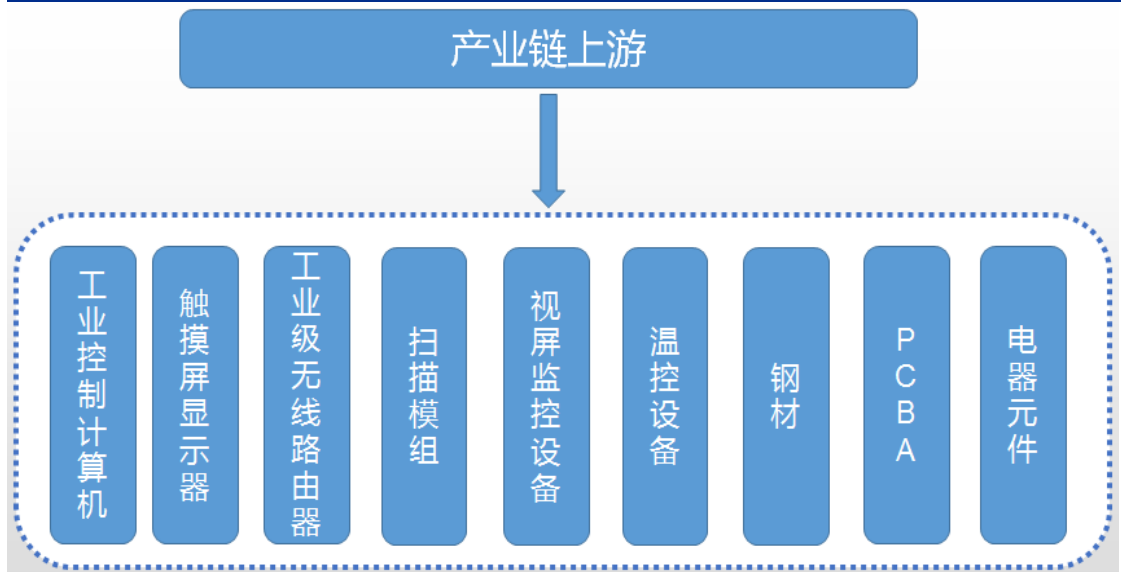 产业链上游
工业控制计算机
触摸屏显示器
工业级无线路由器
扫描模组
视屏监控设备
温控设备
钢材
PCBA
电器元件